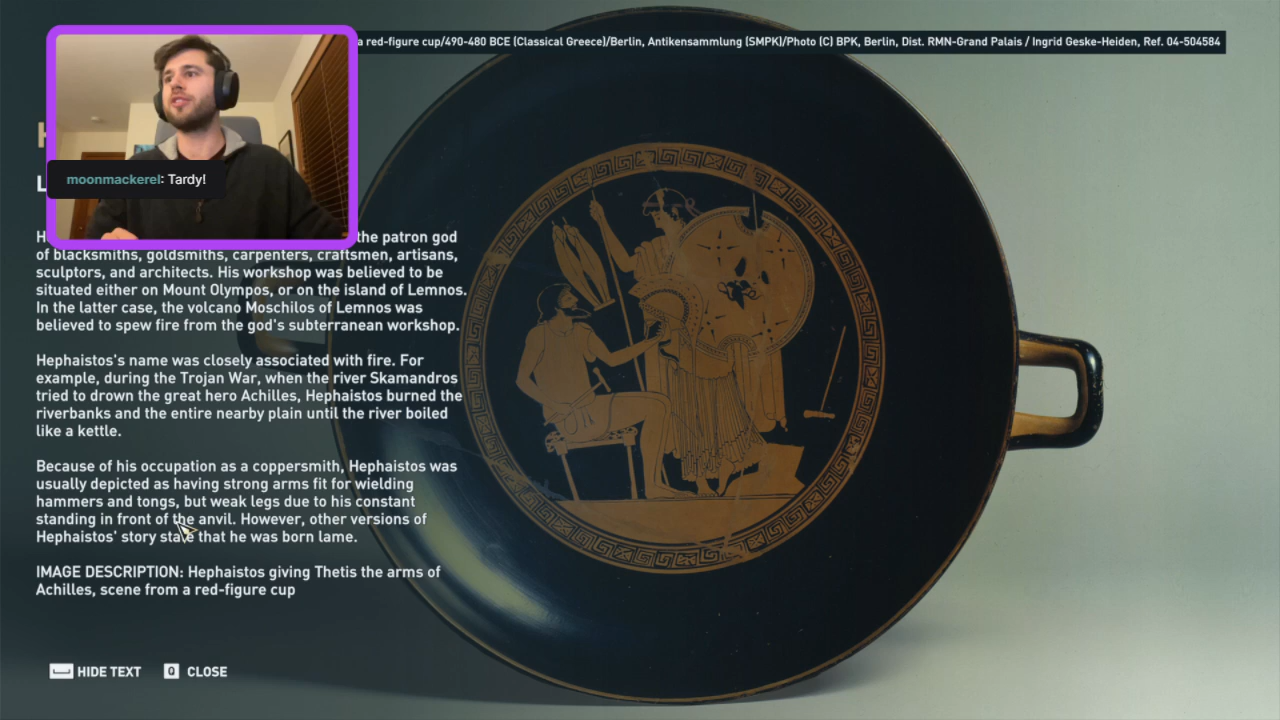 a red-figure cup/490-480 BCE (Classical Greece)/Berlin, Antikensammlung (SMPK)/Photo (C) BPK, Berlin, Dist. RMN-Grand Palais / Ingrid Geske-Heiden, Ref. 04-504584
moonmackerel: Tardy!
the patron god
of blacksmiths, goldsmiths, carpenters, craftsmen, artisans,
sculptors, and architects. His workshop was believed to be
situated either on Mount Olympos, or on the island of Lemnos.
In the latter case, the volcano Moschilos of Lemnos was
believed to spew fire from the god's subterranean workshop.
Hephaistos's name was closely associated with fire. For
example, during the Trojan War, when the river Skamandros
tried to drown the great hero Achilles, Hephaistos burned the
riverbanks and the entire nearby plain until the river boiled
like a kettle.
Because of his occupation as a coppersmith, Hephaistos was
usually depicted as having strong arms fit for wielding
hammers and tongs, but weak legs due to his constant
standing in front of the anvil. However, other versions of
Hephaistos' story state that he was born lame.
IMAGE DESCRIPTION: Hephaistos giving Thetis the arms of
Achilles, scene from a red-figure cup
HIDE TEXT
Q CLOSE